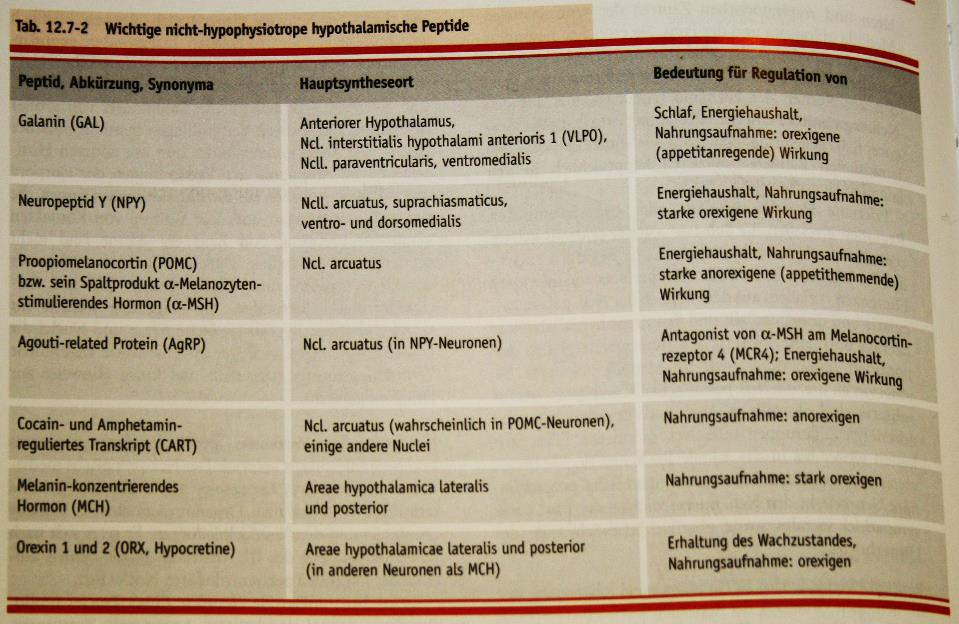 Tab. 12.7-2 Wichtige nicht-hypophysiotrope hypothalamische Peptide
Peptid, Abkürzung, Synonyma
Hauptsyntheseort
Bedeutung für Regulation von
Galanin (GAL)
Anteriorer Hypothalamus,
Ncl. interstitialis hypothalami anterioris 1 (VLPO),
Ncll. paraventricularis, ventromedialis
Schlaf, Energiehaushalt,
Nahrungsaufnahme: orexigene
(appetitanregende) Wirkung
Neuropeptid Y (NPY)
Ncll. arcuatus, suprachiasmaticus,
ventro- und dorsomedialis
Energiehaushalt, Nahrungsaufnahme:
starke orexigene Wirkung
Proopiomelanocortin (POMC)
bzw. sein Spaltprodukt α-Melanozyten-
stimulierendes Hormon (α-MSH)
Ncl. arcuatus
Energiehaushalt, Nahrungsaufnahme:
starke anorexigene (appetithemmende)
Wirkung
Agouti-related Protein (AgRP)
Ncl. arcuatus (in NPY-Neuronen)
Antagonist von α-MSH am Melanocortin-
rezeptor 4 (MCR4); Energiehaushalt,
Nahrungsaufnahme: orexigene Wirkung
Cocain- und Amphetamin-
reguliertes Transkript (CART)
Ncl. arcuatus (wahrscheinlich in POMC-Neuronen),
einige andere Nuclei
Nahrungsaufnahme: anorexigen
Melanin-konzentrierendes
Hormon (MCH)
Areae hypothalamica lateralis
und posterior
Nahrungsaufnahme: stark orexigen
Orexin 1 und 2 (ORX, Hypocretine)
Areae hypothalamicae lateralis und posterior
(in anderen Neuronen als MCH)
Erhaltung des Wachzustandes,
Nahrungsaufnahme: orexigen